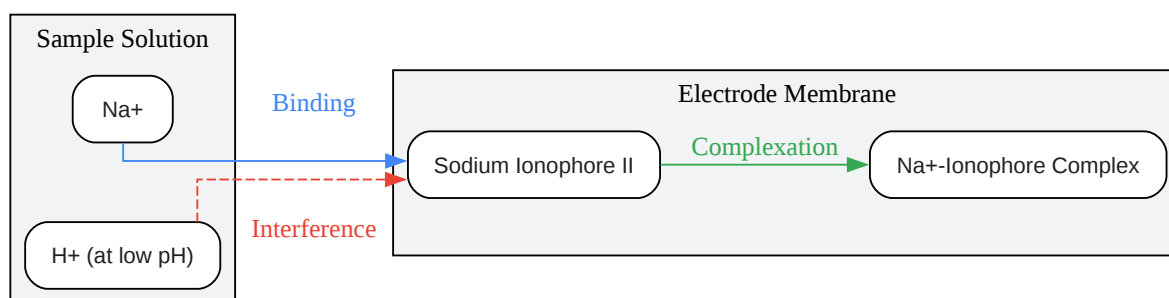 Sample Solution
Na+
H+ (at low pH)
Binding
Interference
Electrode Membrane
Sodium Ionophore II
Complexation
Na+-Ionophore Complex